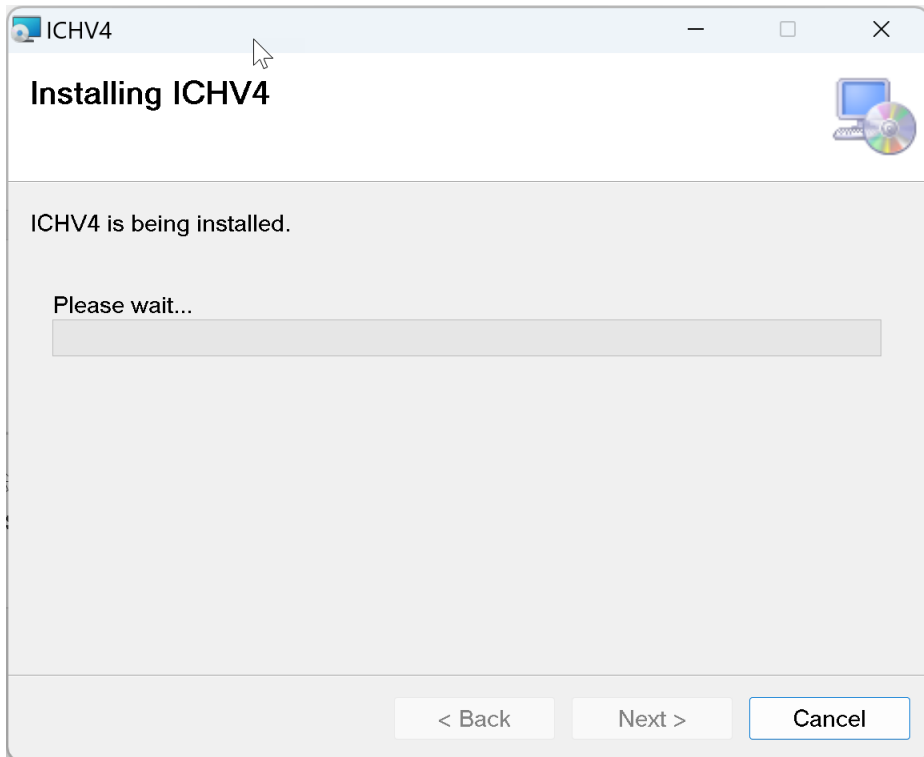 ICHV4
Installing ICHV4
ICHV4 is being installed.
Please wait...
< Back
Next >
Cancel